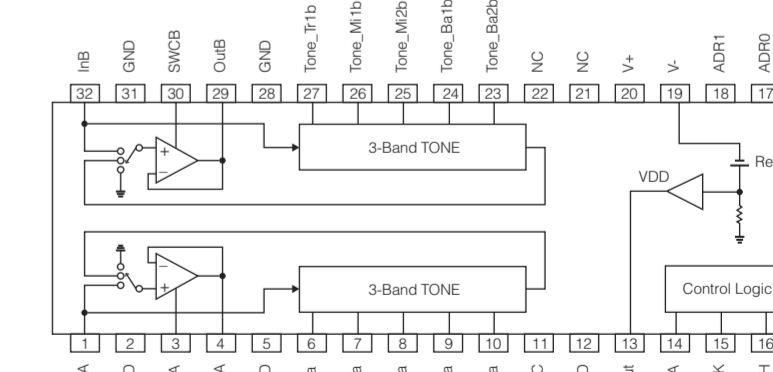 InB GND SWCB OutB GND Tone_Tr1b Tone_Mi1b Tone_Mi2b Tone_Ba1b Tone_Ba2b NC NC V+ V- ADR1 ADR0
32 31 30 29 28 27 26 25 24 23 22 21 20 19 18 17
+
−
3-Band TONE
Re
VDD
−
+
3-Band TONE
Control Logic
1 2 3 4 5 6 7 8 9 10 11 12 13 14 15 16